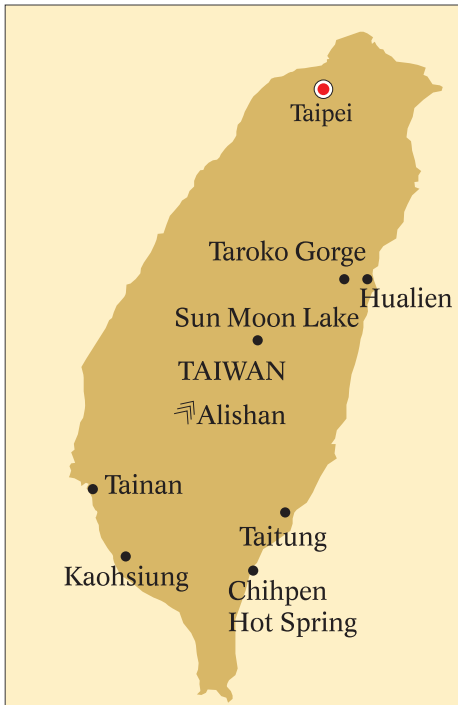 Taipei
Taroko Gorge
Hualien
Sun Moon Lake
TAIWAN
Alishan
Tainan
Taitung
Kaohsiung
Chihpen
Hot Spring